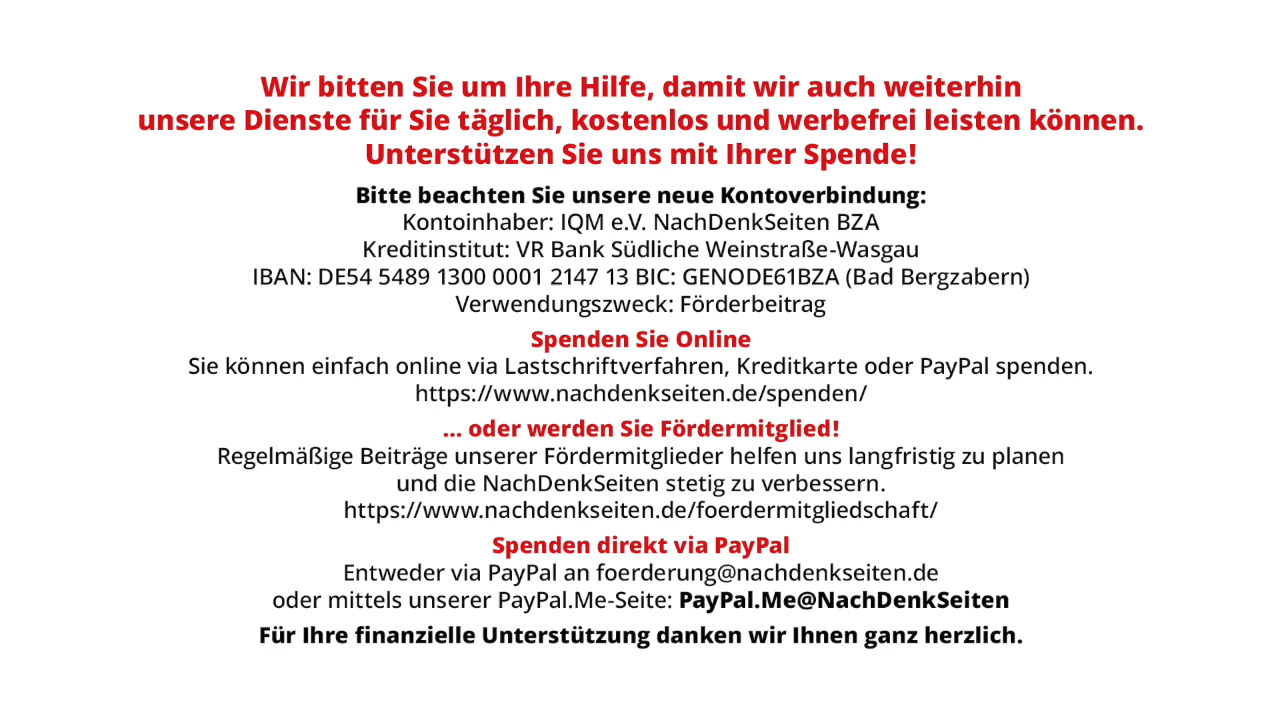 Wir bitten Sie um Ihre Hilfe, damit wir auch weiterhin
unsere Dienste für Sie täglich, kostenlos und werbefrei leisten können.
Unterstützen Sie uns mit Ihrer Spende!
Bitte beachten Sie unsere neue Kontoverbindung:
Kontoinhaber: IQM e.V. NachDenkSeiten BZA
Kreditinstitut: VR Bank Südliche Weinstraße-Wasgau
IBAN: DE54 5489 1300 0001 2147 13 BIC: GENODE61BZA (Bad Bergzabern)
Verwendungszweck: Förderbeitrag
Spenden Sie Online
Sie können einfach online via Lastschriftverfahren, Kreditkarte oder PayPal spenden.
https://www.nachdenkseiten.de/spenden/
... oder werden Sie Fördermitglied!
Regelmäßige Beiträge unserer Fördermitglieder helfen uns langfristig zu planen
und die NachDenkSeiten stetig zu verbessern.
https://www.nachdenkseiten.de/foerdermitgliedschaft/
Spenden direkt via PayPal
Entweder via PayPal an foerderung@nachdenkseiten.de
oder mittels unserer PayPal.Me-Seite: PayPal.Me@NachDenkSeiten
Für Ihre finanzielle Unterstützung danken wir Ihnen ganz herzlich.